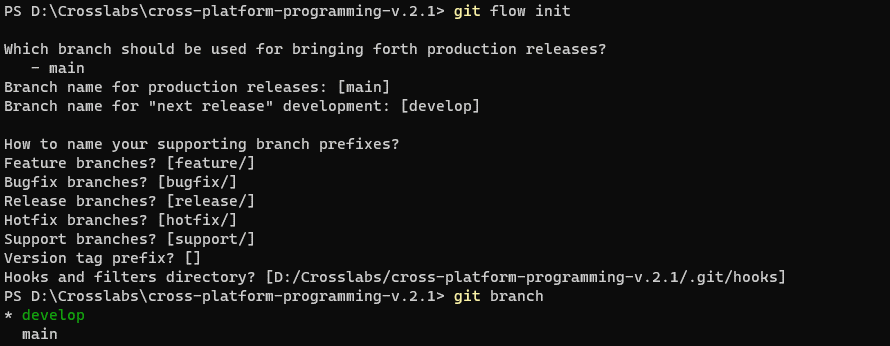 PS D:\Crosslabs\cross-platform-programming-v.2.1> git flow init
Which branch should be used for bringing forth production releases?
   - main
Branch name for production releases: [main]
Branch name for "next release" development: [develop]
How to name your supporting branch prefixes?
Feature branches? [feature/]
Bugfix branches? [bugfix/]
Release branches? [release/]
Hotfix branches? [hotfix/]
Support branches? [support/]
Version tag prefix? []
Hooks and filters directory? [D:/Crosslabs/cross-platform-programming-v.2.1/.git/hooks]
PS D:\Crosslabs\cross-platform-programming-v.2.1> git branch
* develop
  main